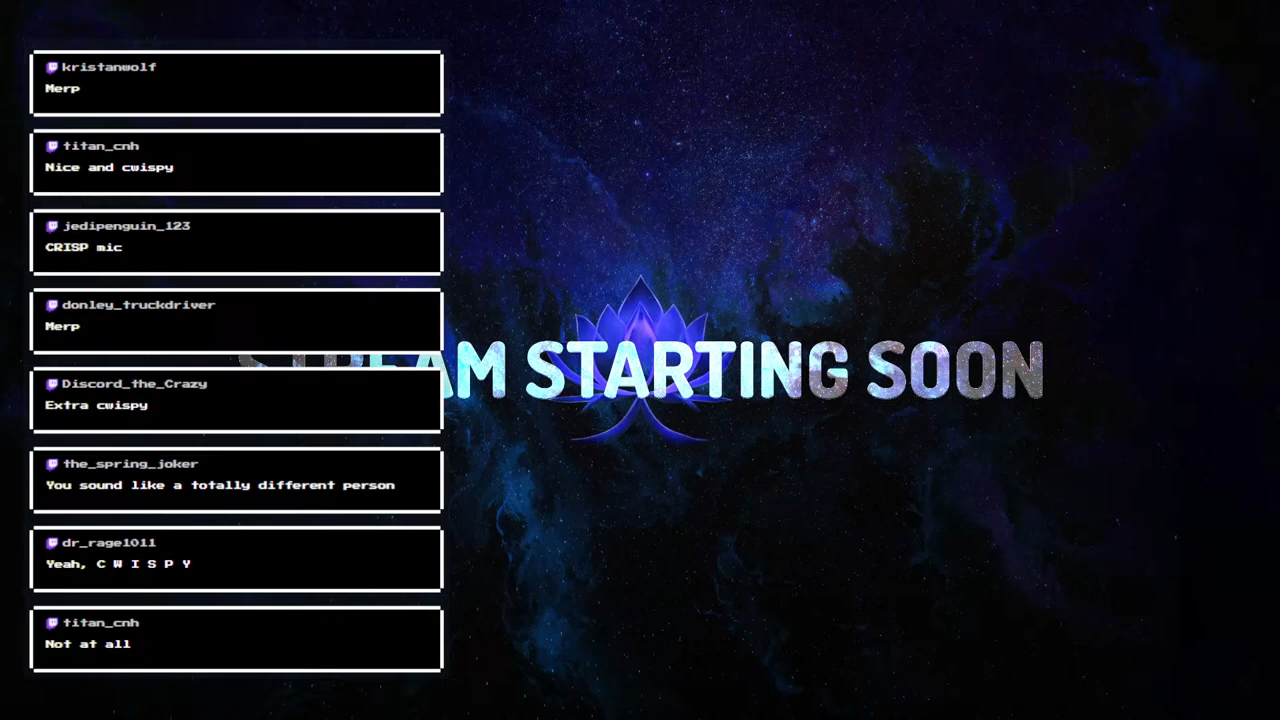 kristanwolf
Merp
titan_cnh
Nice and cwispy
jedipenguin_123
CRISP mic
donley_truckdriver
Merp
STREAM STARTING SOON
Discord_the_Crazy
Extra cwispy
the_spring_joker
You sound like a totally different person
dr_rage1011
Yeah, C W I S P Y
titan_cnh
Not at all